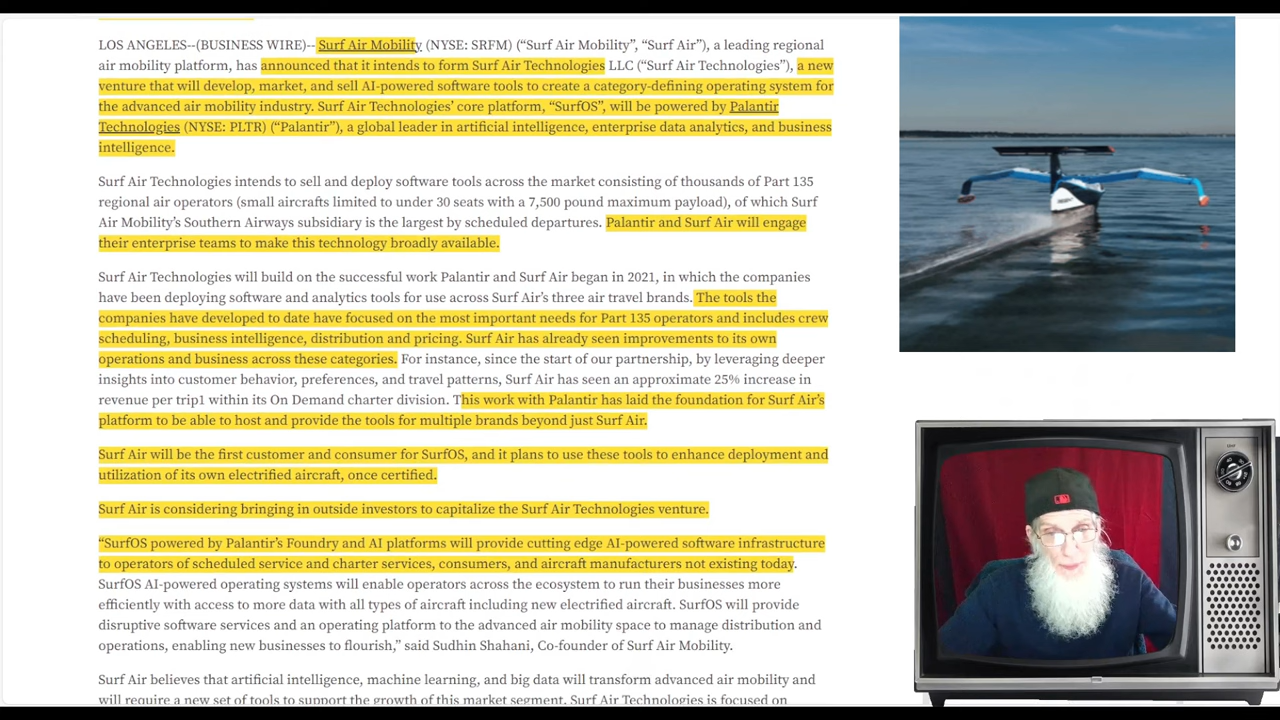 LOS ANGELES--(BUSINESS WIRE)-- Surf Air Mobility (NYSE: SRFM) (“Surf Air Mobility”, “Surf Air”), a leading regional
air mobility platform, has announced that it intends to form Surf Air Technologies LLC (“Surf Air Technologies”), a new
venture that will develop, market, and sell AI-powered software tools to create a category-defining operating system for
the advanced air mobility industry. Surf Air Technologies’ core platform, “SurfOS”, will be powered by Palantir
Technologies (NYSE: PLTR) (“Palantir”), a global leader in artificial intelligence, enterprise data analytics, and business
intelligence.
Surf Air Technologies intends to sell and deploy software tools across the market consisting of thousands of Part 135
regional air operators (small aircrafts limited to under 30 seats with a 7,500 pound maximum payload), of which Surf
Air Mobility’s Southern Airways subsidiary is the largest by scheduled departures. Palantir and Surf Air will engage
their enterprise teams to make this technology broadly available.
Surf Air Technologies will build on the successful work Palantir and Surf Air began in 2021, in which the companies
have been deploying software and analytics tools for use across Surf Air’s three air travel brands. The tools the
companies have developed to date have focused on the most important needs for Part 135 operators and includes crew
scheduling, business intelligence, distribution and pricing. Surf Air has already seen improvements to its own
operations and business across these categories. For instance, since the start of our partnership, by leveraging deeper
insights into customer behavior, preferences, and travel patterns, Surf Air has seen an approximate 25% increase in
revenue per trip1 within its On Demand charter division. This work with Palantir has laid the foundation for Surf Air’s
platform to be able to host and provide the tools for multiple brands beyond just Surf Air.
Surf Air will be the first customer and consumer for SurfOS, and it plans to use these tools to enhance deployment and
utilization of its own electrified aircraft, once certified.
Surf Air is considering bringing in outside investors to capitalize the Surf Air Technologies venture.
“SurfOS powered by Palantir’s Foundry and AI platforms will provide cutting edge AI-powered software infrastructure
to operators of scheduled service and charter services, consumers, and aircraft manufacturers not existing today.
SurfOS AI-powered operating systems will enable operators across the ecosystem to run their businesses more
efficiently with access to more data with all types of aircraft including new electrified aircraft. SurfOS will provide
disruptive software services and an operating platform to the advanced air mobility space to manage distribution and
operations, enabling new businesses to flourish,” said Sudhin Shahani, Co-founder of Surf Air Mobility.
Surf Air believes that artificial intelligence, machine learning, and big data will transform advanced air mobility and
will require a new set of tools to support the growth of this market segment. Surf Air Technologies is focused on